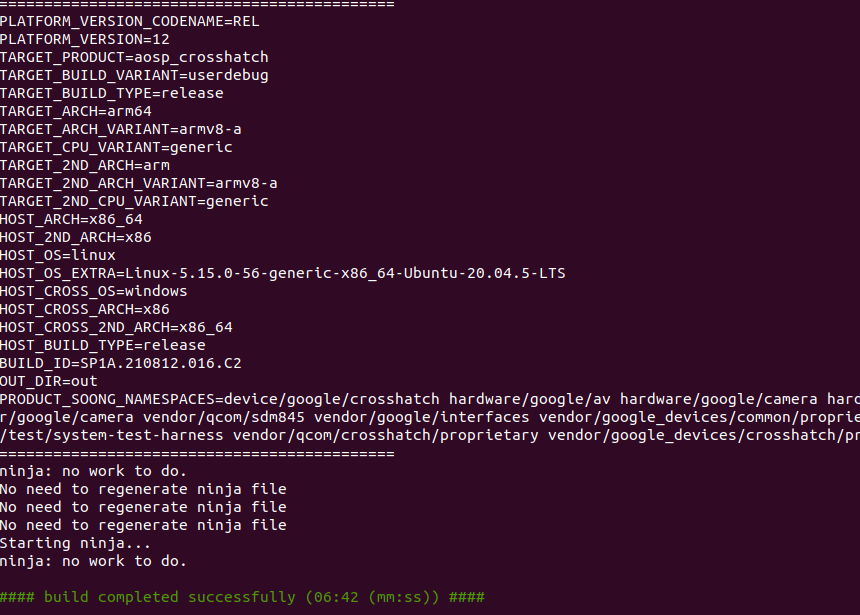 ============================================
PLATFORM_VERSION_CODENAME=REL
PLATFORM_VERSION=12
TARGET_PRODUCT=aosp_crosshatch
TARGET_BUILD_VARIANT=userdebug
TARGET_BUILD_TYPE=release
TARGET_ARCH=arm64
TARGET_ARCH_VARIANT=armv8-a
TARGET_CPU_VARIANT=generic
TARGET_2ND_ARCH=arm
TARGET_2ND_ARCH_VARIANT=armv8-a
TARGET_2ND_CPU_VARIANT=generic
HOST_ARCH=x86_64
HOST_2ND_ARCH=x86
HOST_OS=linux
HOST_OS_EXTRA=Linux-5.15.0-56-generic-x86_64-Ubuntu-20.04.5-LTS
HOST_CROSS_OS=windows
HOST_CROSS_ARCH=x86
HOST_CROSS_2ND_ARCH=x86_64
HOST_BUILD_TYPE=release
BUILD_ID=SP1A.210812.016.C2
OUT_DIR=out
PRODUCT_SOONG_NAMESPACES=device/google/crosshatch hardware/google/av hardware/google/camera hard
r/google/camera vendor/qcom/sdm845 vendor/google/interfaces vendor/google_devices/common/proprie
/test/system-test-harness vendor/qcom/crosshatch/proprietary vendor/google_devices/crosshatch/pr
============================================
ninja: no work to do.
No need to regenerate ninja file
No need to regenerate ninja file
No need to regenerate ninja file
Starting ninja...
ninja: no work to do.
#### build completed successfully (06:42 (mm:ss)) ####